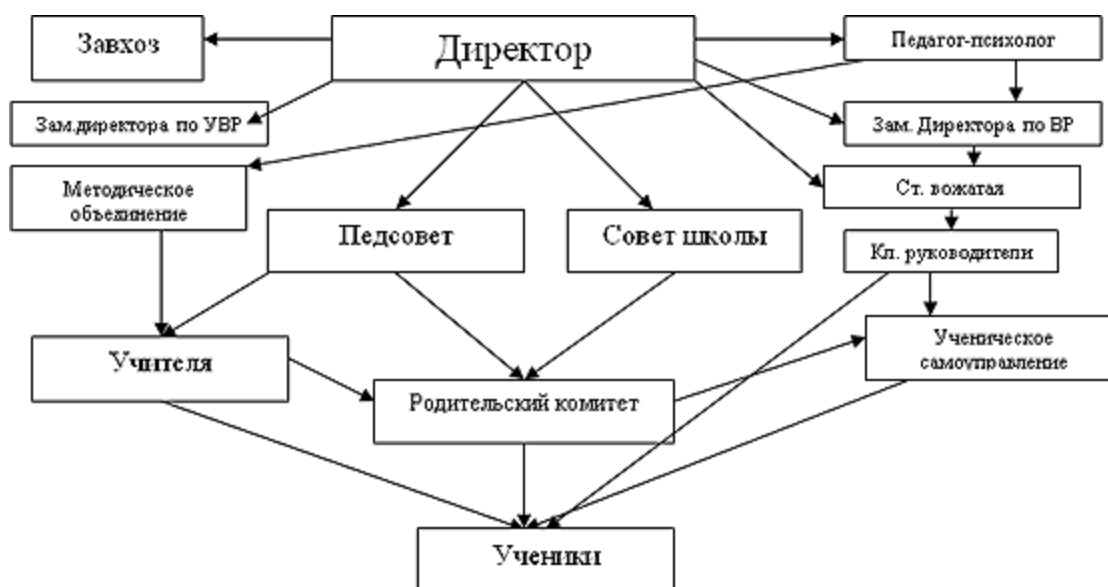 Завхоз
Директор
Педагог-психолог
Зам.директора по УВР
Зам. Директора по ВР
Методическое
объединение
Ст. вожатая
Педсовет
Совет школы
Кл. руководители
Учителя
Ученическое
самоуправление
Родительский комитет
Ученики